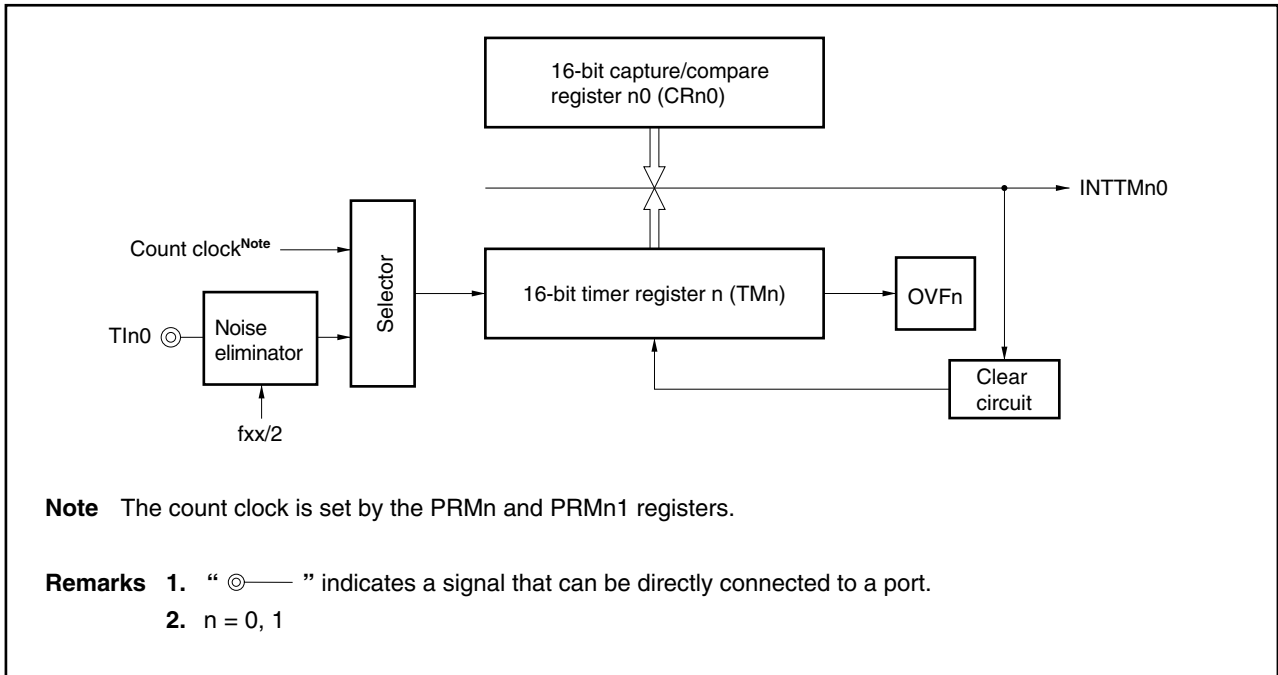 16-bit capture/compare
register n0 (CRn0)
INTTMn0
Count clockNote
Selector
16-bit timer register n (TMn)
OVFn
TIn0
Noise
eliminator
Clear
circuit
fxx/2
Note The count clock is set by the PRMn and PRMn1 registers.
Remarks 1. “ ” indicates a signal that can be directly connected to a port.
2. n = 0, 1